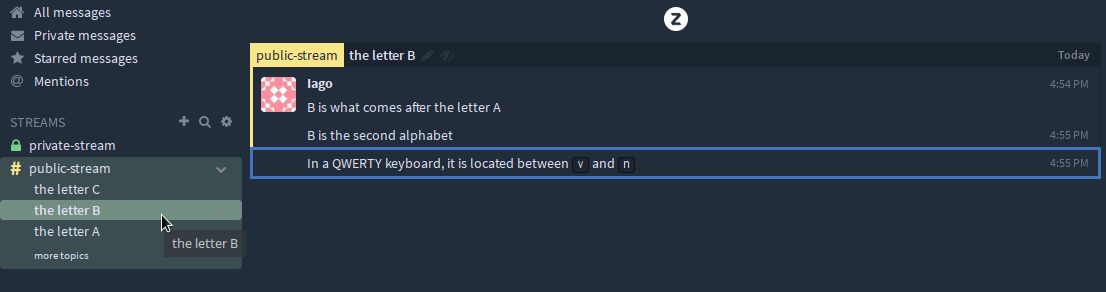 All messages
Private messages
Starred messages
@ Mentions
STREAMS
private-stream
# public-stream
the letter C
the letter B
the letter A
more topics
the letter B
Z
public-stream the letter B Today
Iago 4:54 PM
B is what comes after the letter A
B is the second alphabet 4:55 PM
In a QWERTY keyboard, it is located between v and n 4:55 PM